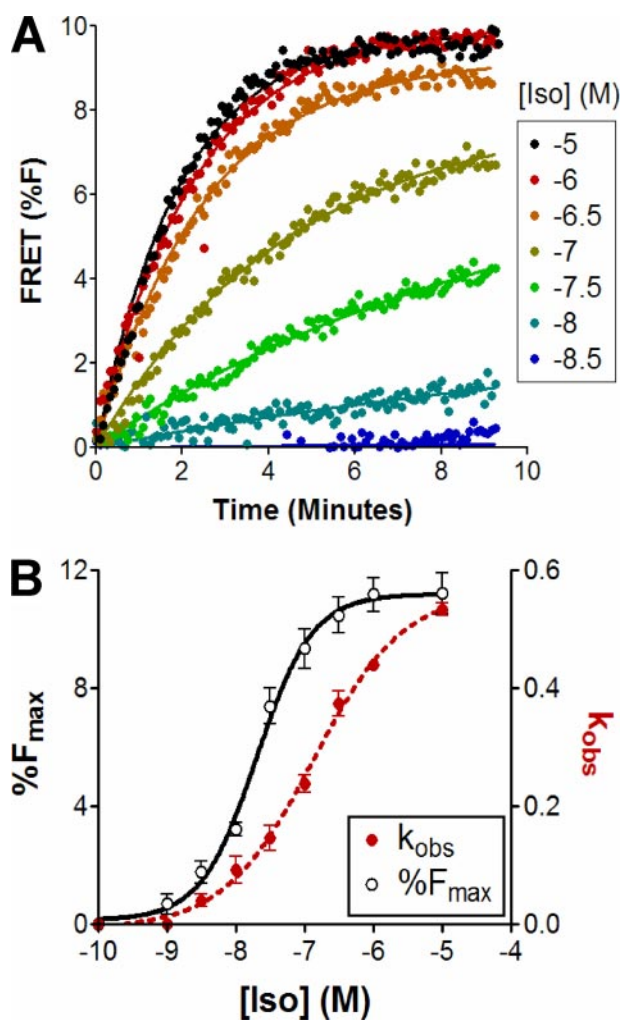 A
FRET (%F)
10
8
6
4
2
0
0 2 4 6 8 10
Time (Minutes)
[Iso] (M)
-5
-6
-6.5
-7
-7.5
-8
-8.5
B
%Fmax
12
8
4
0
0.6
0.4
0.2
0.0
kobs
kobs
%Fmax
-10 -9 -8 -7 -6 -5 -4
[Iso] (M)